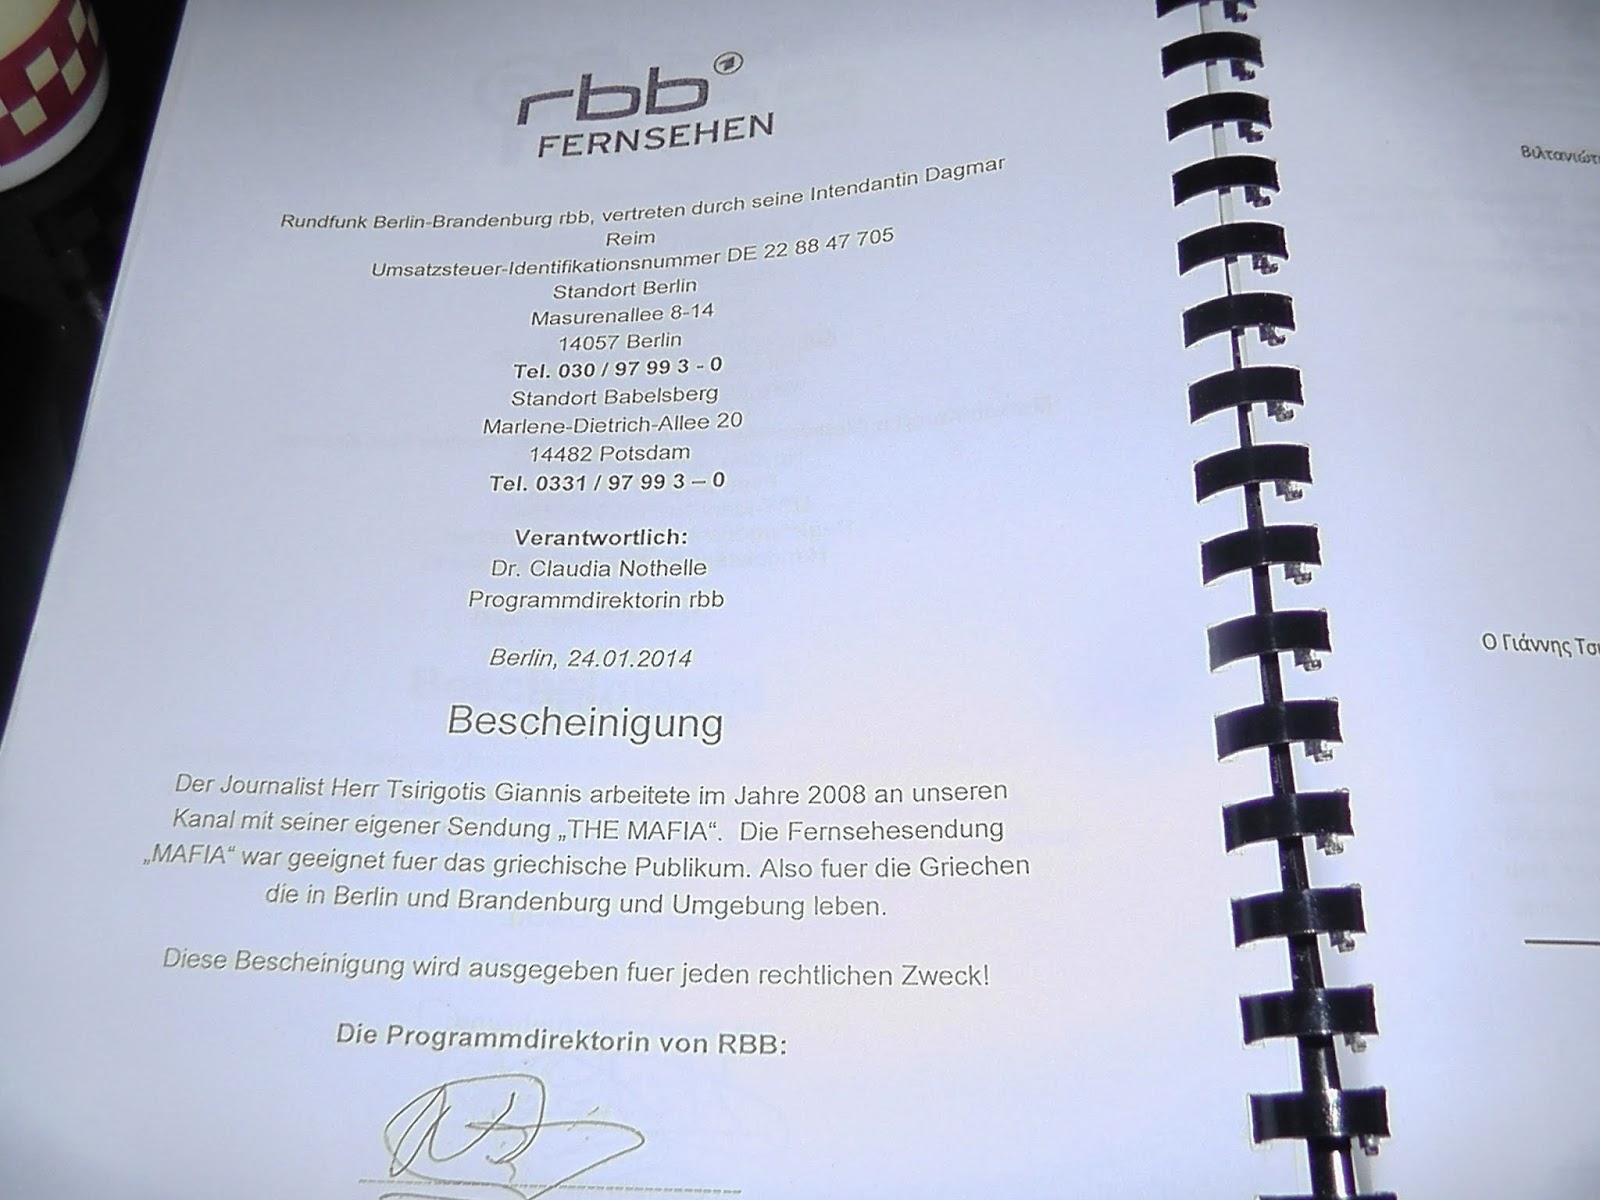 rbb
FERNSEHEN
Rundfunk Berlin-Brandenburg rbb, vertreten durch seine Intendantin Dagmar
Reim
Umsatzsteuer-Identifikationsnummer DE 22 88 47 705
Standort Berlin
Masurenallee 8-14
14057 Berlin
Tel. 030 / 97 99 3 - 0
Standort Babelsberg
Marlene-Dietrich-Allee 20
14482 Potsdam
Tel. 0331 / 97 99 3 – 0
Verantwortlich:
Dr. Claudia Nothelle
Programmdirektorin rbb
Berlin, 24.01.2014
Bescheinigung
Der Journalist Herr Tsirigotis Giannis arbeitete im Jahre 2008 an unseren
Kanal mit seiner eigener Sendung „THE MAFIA“. Die Fernsehesendung
„MAFIA“ war geeignet fuer das griechische Publikum. Also fuer die Griechen
die in Berlin und Brandenburg und Umgebung leben.
Diese Bescheinigung wird ausgegeben fuer jeden rechtlichen Zweck!
Die Programmdirektorin von RBB:
Ο Γιάννης